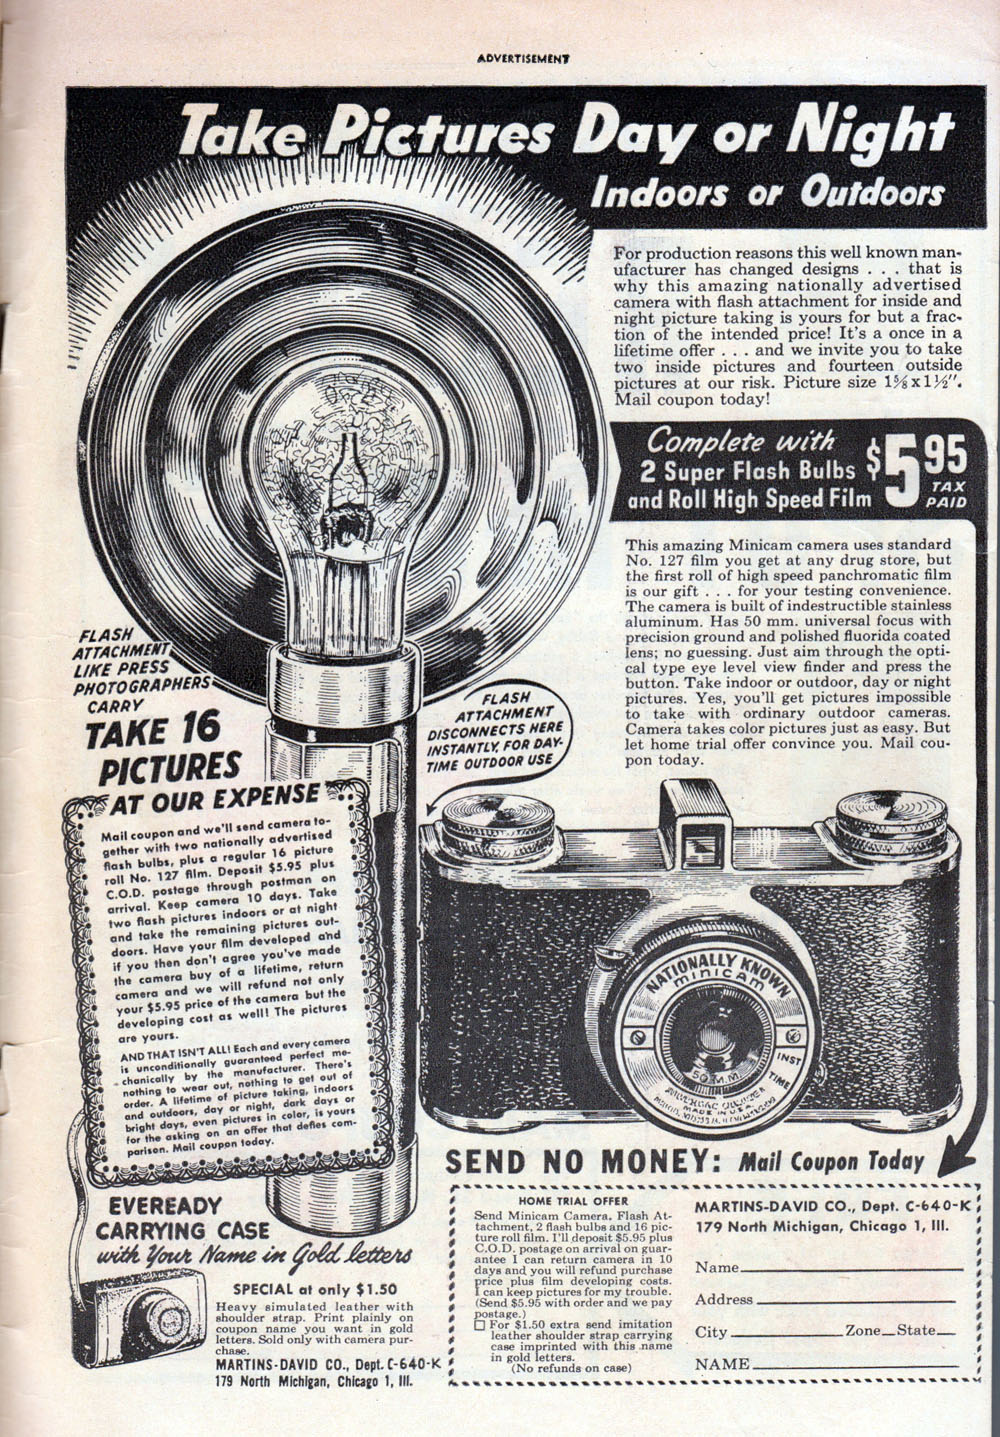 ADVERTISEMENT
Take Pictures Day or Night
Indoors or Outdoors
For production reasons this well known man-
ufacturer has changed designs . . . that is
why this amazing nationally advertised
camera with flash attachment for inside and
night picture taking is yours for but a frac-
tion of the intended price! It's a once in a
lifetime offer . . . and we invite you to take
two inside pictures and fourteen outside
pictures at our risk. Picture size 1⅝x1½".
Mail coupon today!
Complete with
2 Super Flash Bulbs
and Roll High Speed Film
$5.95
TAX
PAID
This amazing Minicam camera uses standard
No. 127 film you get at any drug store, but
the first roll of high speed panchromatic film
is our gift . . . for your testing convenience.
The camera is built of indestructible stainless
aluminum. Has 50 mm. universal focus with
precision ground and polished fluorida coated
lens; no guessing. Just aim through the opti-
cal type eye level view finder and press the
button. Take indoor or outdoor, day or night
pictures. Yes, you'll get pictures impossible
to take with ordinary outdoor cameras.
Camera takes color pictures just as easy. But
let home trial offer convince you. Mail cou-
pon today.
FLASH
ATTACHMENT
LIKE PRESS
PHOTOGRAPHERS
CARRY
FLASH
ATTACHMENT
DISCONNECTS HERE
INSTANTLY, FOR DAY-
TIME OUTDOOR USE
TAKE 16
PICTURES
AT OUR EXPENSE
Mail coupon and we'll send camera to-
gether with two nationally advertised
flash bulbs, plus a regular 16 picture
roll No. 127 film. Deposit $5.95 plus
C.O.D. postage through postman on
arrival. Keep camera 10 days. Take
two flash pictures indoors or at night
and take the remaining pictures out-
doors. Have your film developed and
if you then don't agree you've made
the camera buy of a lifetime, return
camera and we will refund not only
your $5.95 price of the camera but the
developing cost as well! The pictures
are yours.
AND THAT ISN'T ALL! Each and every camera
is unconditionally guaranteed perfect me-
chanically by the manufacturer. There's
nothing to wear out, nothing to get out of
order. A lifetime of picture taking, indoors
and outdoors, day or night, dark days or
bright days, even pictures in color, is yours
for the asking on an offer that defies com-
parison. Mail coupon today.
NATIONALLY KNOWN
minicam
INST
TIME
50 M.M.
MADE IN U.S.A.
SEND NO MONEY: Mail Coupon Today
EVEREADY
CARRYING CASE
with Your Name in Gold letters
SPECIAL at only $1.50
Heavy simulated leather with
shoulder strap. Print plainly on
coupon name you want in gold
letters. Sold only with camera pur-
chase.
MARTINS-DAVID CO., Dept. C-640-K
179 North Michigan, Chicago 1, Ill.
HOME TRIAL OFFER
Send Minicam Camera, Flash At-
tachment, 2 flash bulbs and 16 pic-
ture roll film. I'll deposit $5.95 plus
C.O.D. postage on arrival on guar-
antee I can return camera in 10
days and you will refund purchase
price plus film developing costs.
I can keep pictures for my trouble.
(Send $5.95 with order and we pay
postage.)
For $1.50 extra send imitation
leather shoulder strap carrying
case imprinted with this name
in gold letters.
(No refunds on case)
MARTINS-DAVID CO., Dept. C-640-K
179 North Michigan, Chicago 1, Ill.
Name
Address
City Zone State
NAME